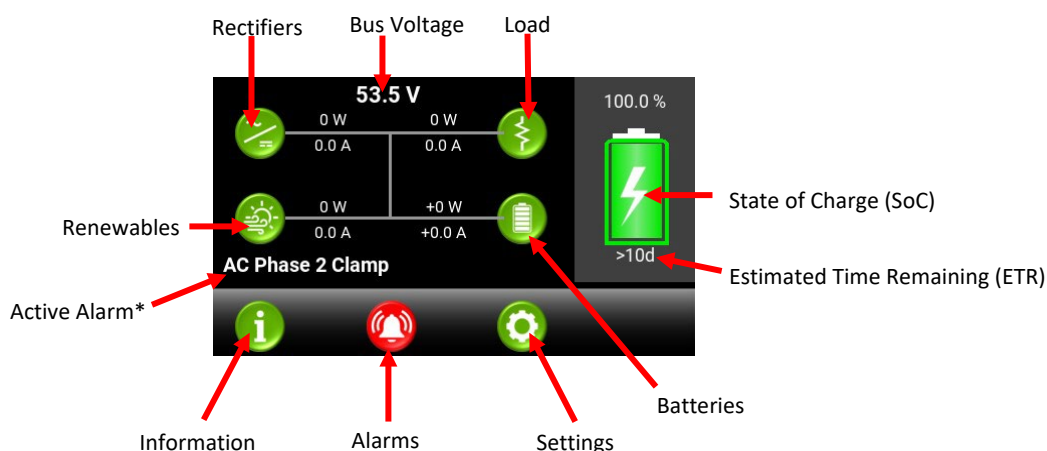 Rectifiers
Bus Voltage
Load
53.5 V
100.0 %
0 W
0 W
0.0 A
0.0 A
State of Charge (SoC)
Renewables
0 W
+0 W
0.0 A
+0.0 A
>10d
Estimated Time Remaining (ETR)
AC Phase 2 Clamp
Active Alarm*
Batteries
Information
Alarms
Settings